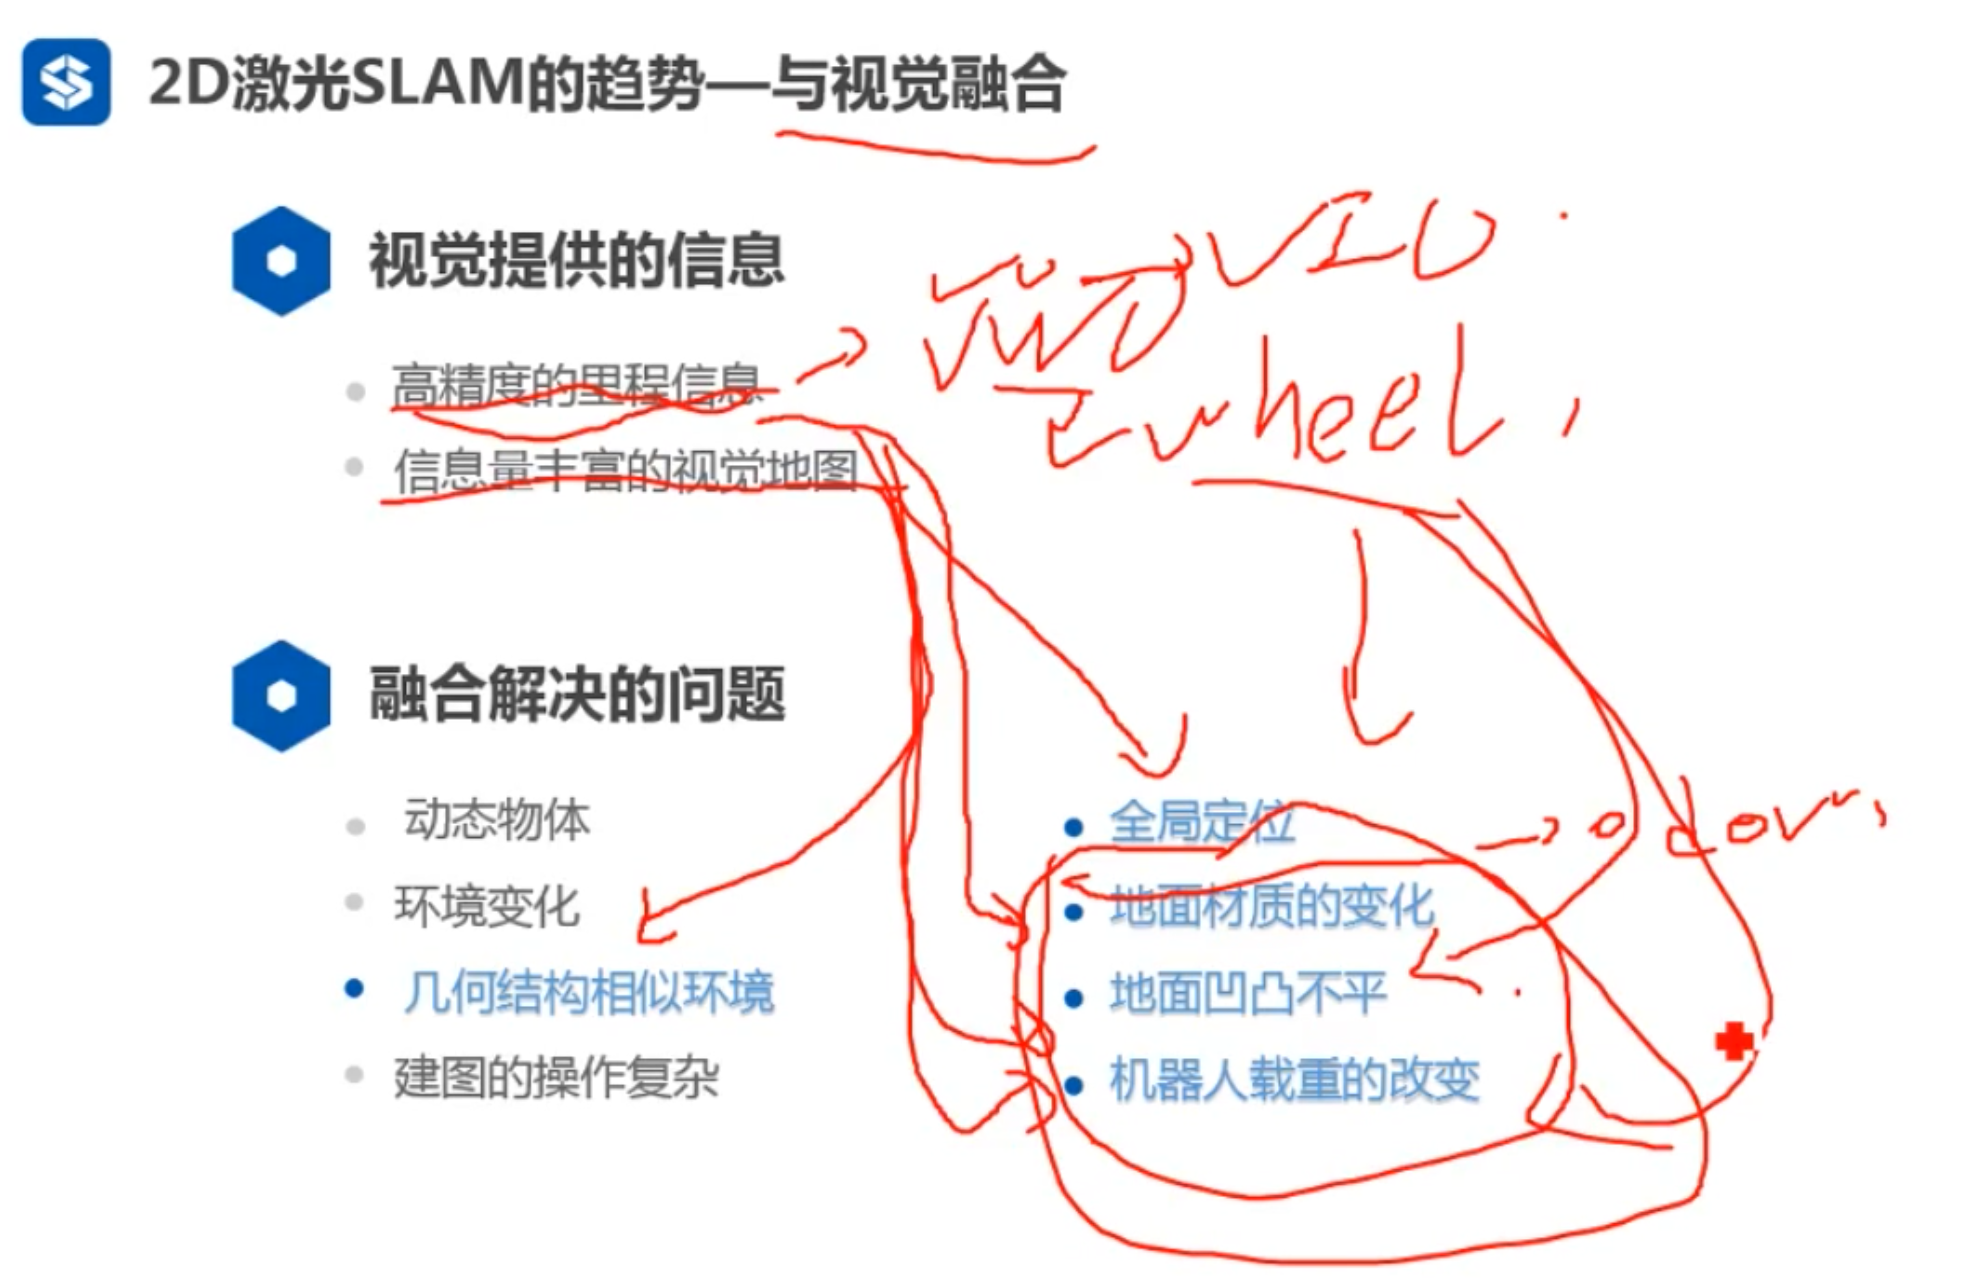 2D激光SLAM的趋势—与视觉融合
视觉提供的信息
VIO
高精度的里程信息
wheel
信息量丰富的视觉地图
融合解决的问题
动态物体
环境变化
几何结构相似环境
建图的操作复杂
全局定位
地面材质的变化
地面凹凸不平
机器人载重的改变